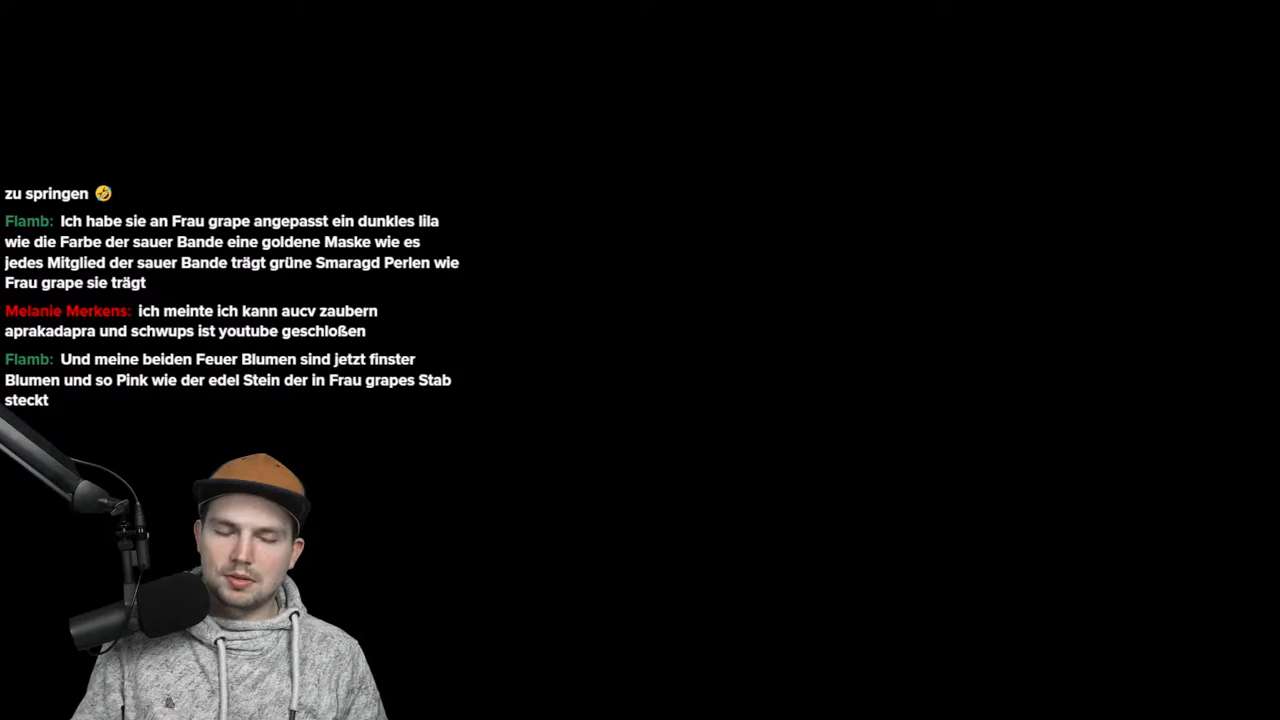 zu springen 🤣
Flamb: Ich habe sie an Frau grape angepasst ein dunkles lila
wie die Farbe der sauer Bande eine goldene Maske wie es
jedes Mitglied der sauer Bande trägt grüne Smaragd Perlen wie
Frau grape sie trägt
Melanie Merkens: ich meinte ich kann aucv zaubern
aprakadapra und schwups ist youtube geschloßen
Flamb: Und meine beiden Feuer Blumen sind jetzt finster
Blumen und so Pink wie der edel Stein der in Frau grapes Stab
steckt